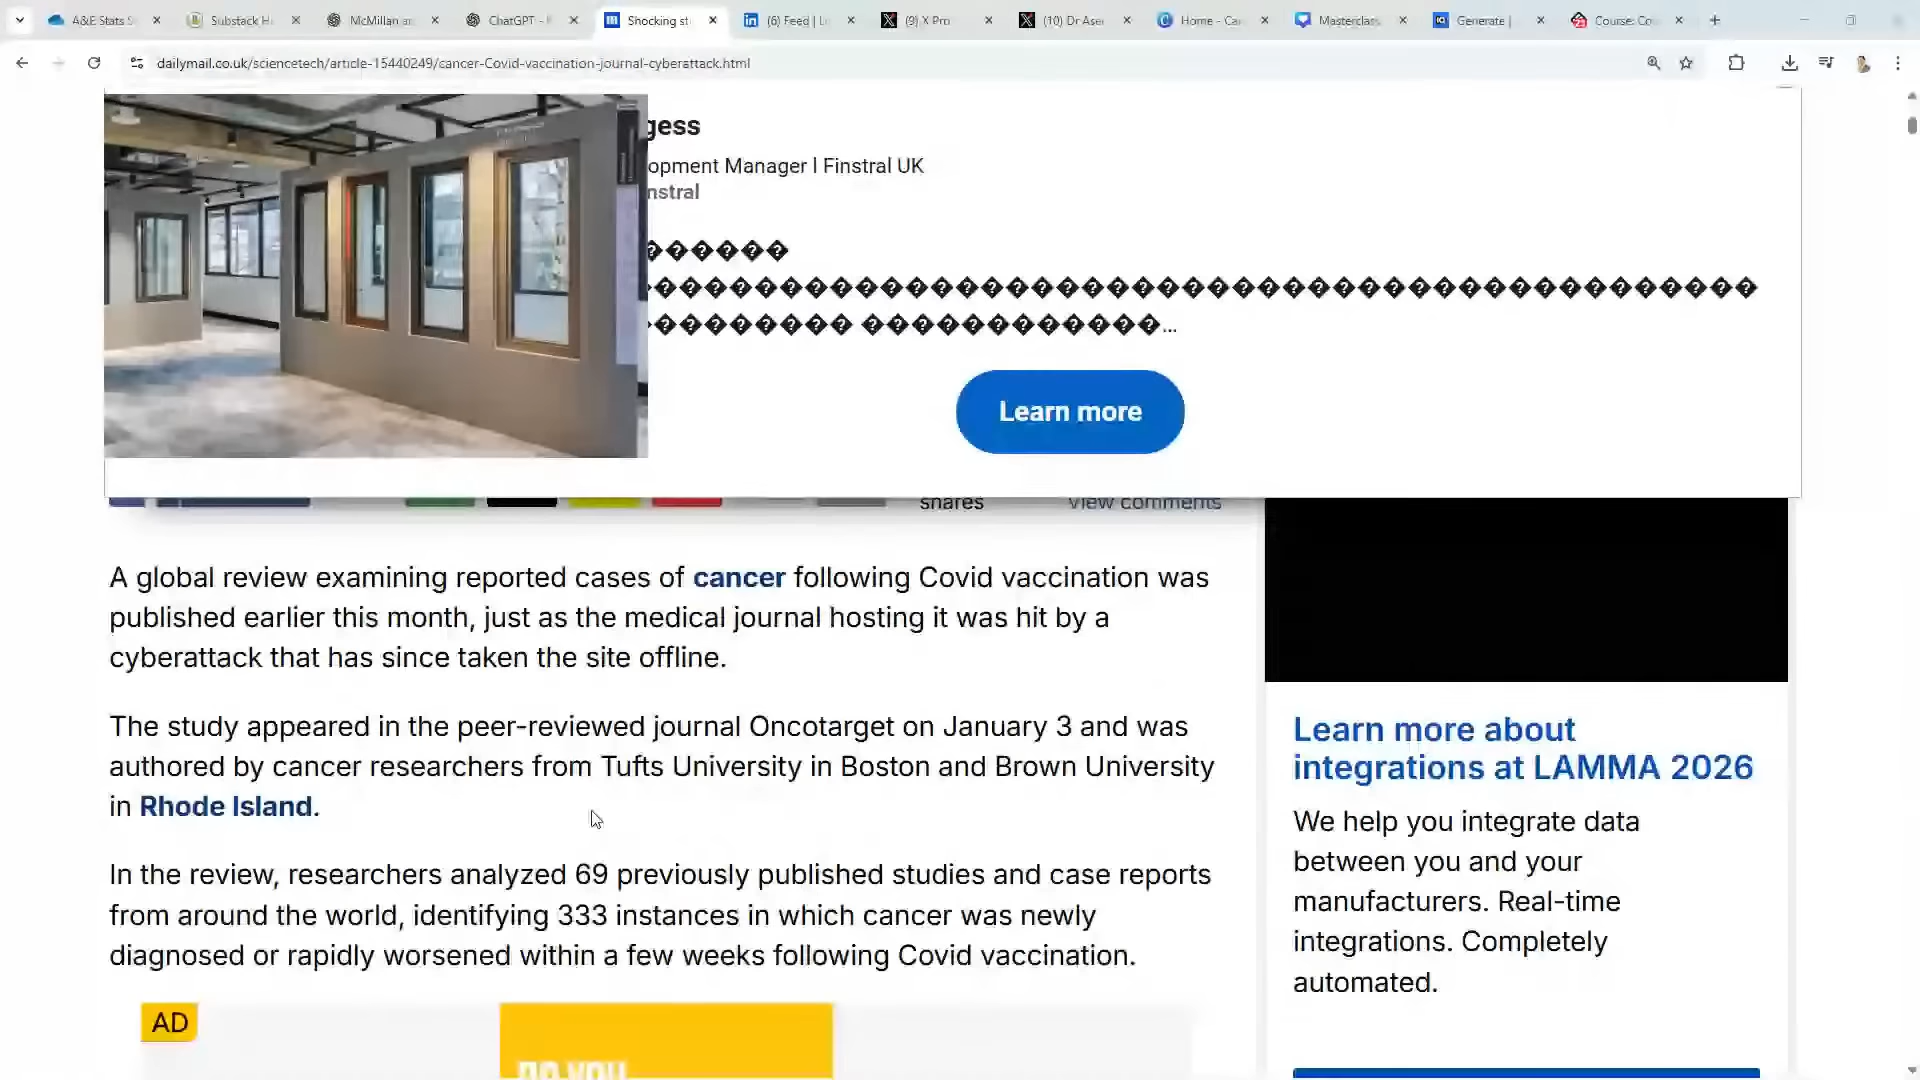 A&E Stats S
Substack H
McMillan ar
ChatGPT - F
Shocking st
(6) Feed | L
(9) X Pro
(10) Dr Asee
Home - Ca
Masterclass
Generate |
Course: Co
dailymail.co.uk/sciencetech/article-15440249/cancer-Covid-vaccination-journal-cyberattack.html
gess
opment Manager l Finstral UK
nstral
������
����������������������������������������������
��������� �������������...
Learn more
shares
View comments
A global review examining reported cases of cancer following Covid vaccination was
published earlier this month, just as the medical journal hosting it was hit by a
cyberattack that has since taken the site offline.
The study appeared in the peer-reviewed journal Oncotarget on January 3 and was
authored by cancer researchers from Tufts University in Boston and Brown University
in Rhode Island.
In the review, researchers analyzed 69 previously published studies and case reports
from around the world, identifying 333 instances in which cancer was newly
diagnosed or rapidly worsened within a few weeks following Covid vaccination.
AD
DO YOU
Learn more about
integrations at LAMMA 2026
We help you integrate data
between you and your
manufacturers. Real-time
integrations. Completely
automated.